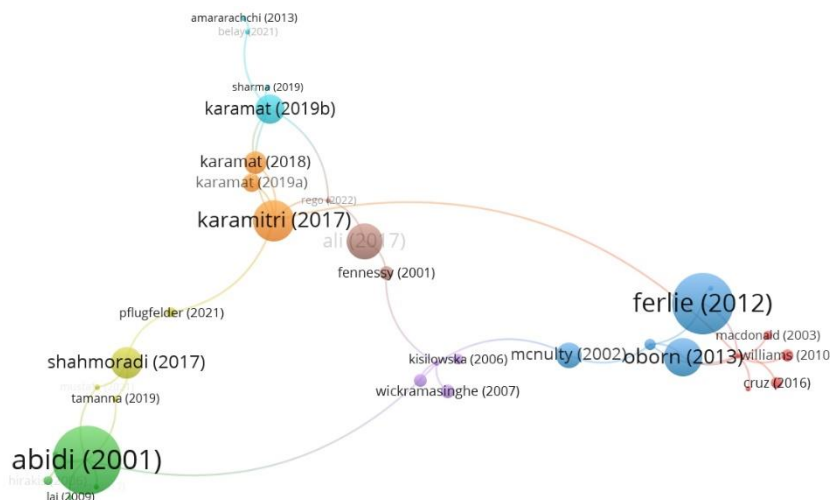 amararachchi (2013)
belay (2021)
sharma (2019)
karamat (2019b)
karamat (2018)
karamat (2019a)
rego (2022)
karamitri (2017)
ali (2017)
fennessy (2001)
ferlie (2012)
pflugfelder (2021)
macdonald (2003)
shahmoradi (2017)
kisilowska (2006)
mcnulty (2002)
oborn (2013)
williams (2010
cruz (2016)
wickramasinghe (2007)
tamanna (2019)
abidi (2001)
lai (2009)